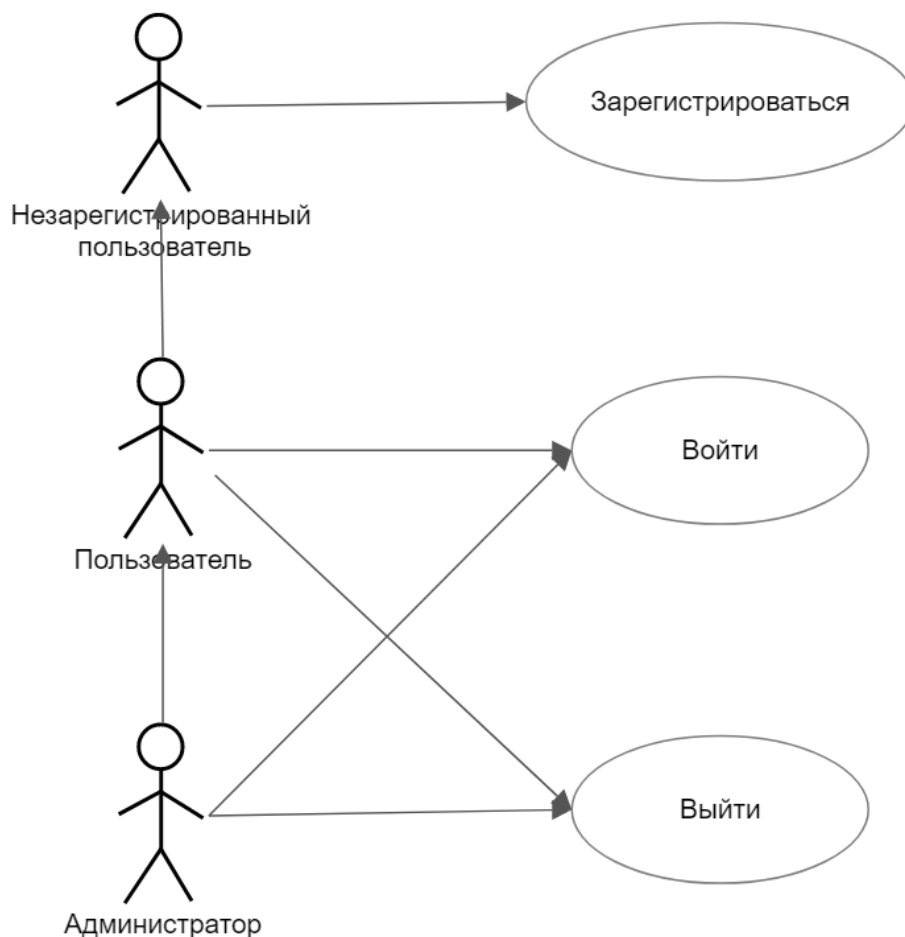 Зарегистрироваться
Незарегистрированный
пользователь
Войти
Пользователь
Выйти
Администратор